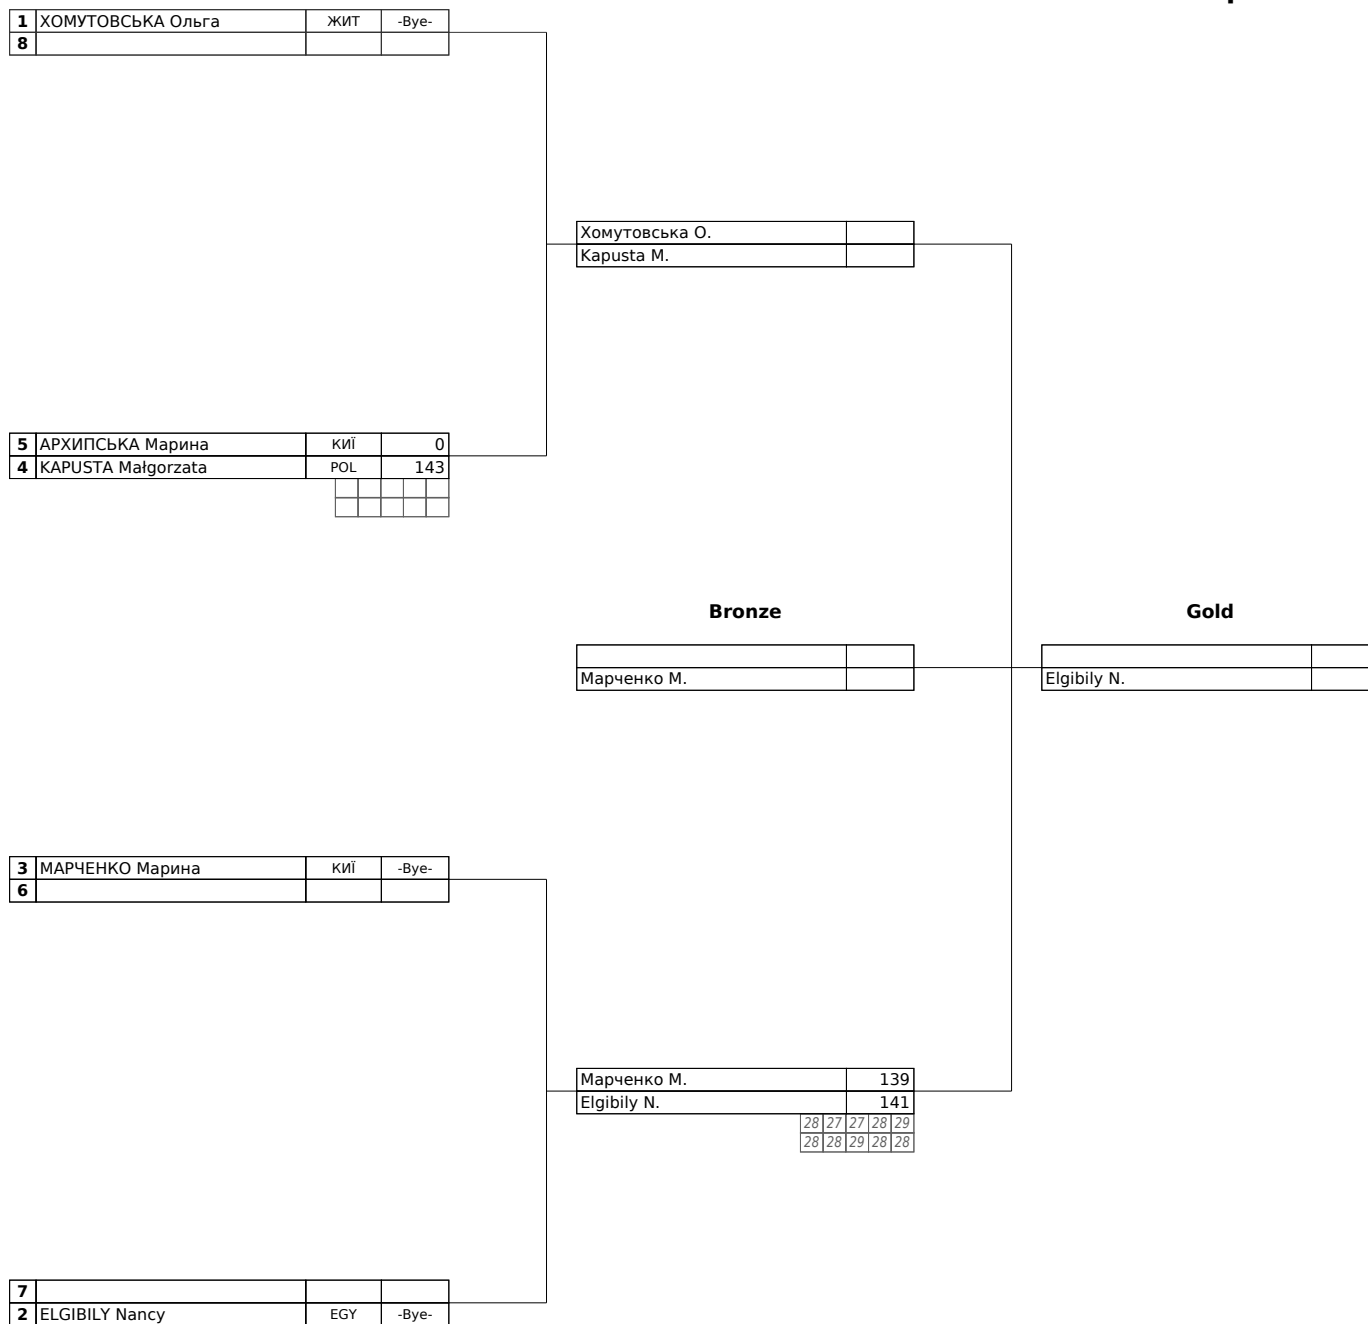 1 ХОМУТОВСЬКА Ольга ЖИТ -Bye-
8
Хомутовська О.
Kapusta M.
5 АРХИПСЬКА Марина КИЇ 0
4 KAPUSTA Małgorzata POL 143
Bronze
Gold
Марченко М.
Elgibily N.
3 МАРЧЕНКО Марина КИЇ -Bye-
6
Марченко М. 139
Elgibily N. 141
28 27 27 28 29
28 28 29 28 28
7
2 ELGIBILY Nancy EGY -Bye-